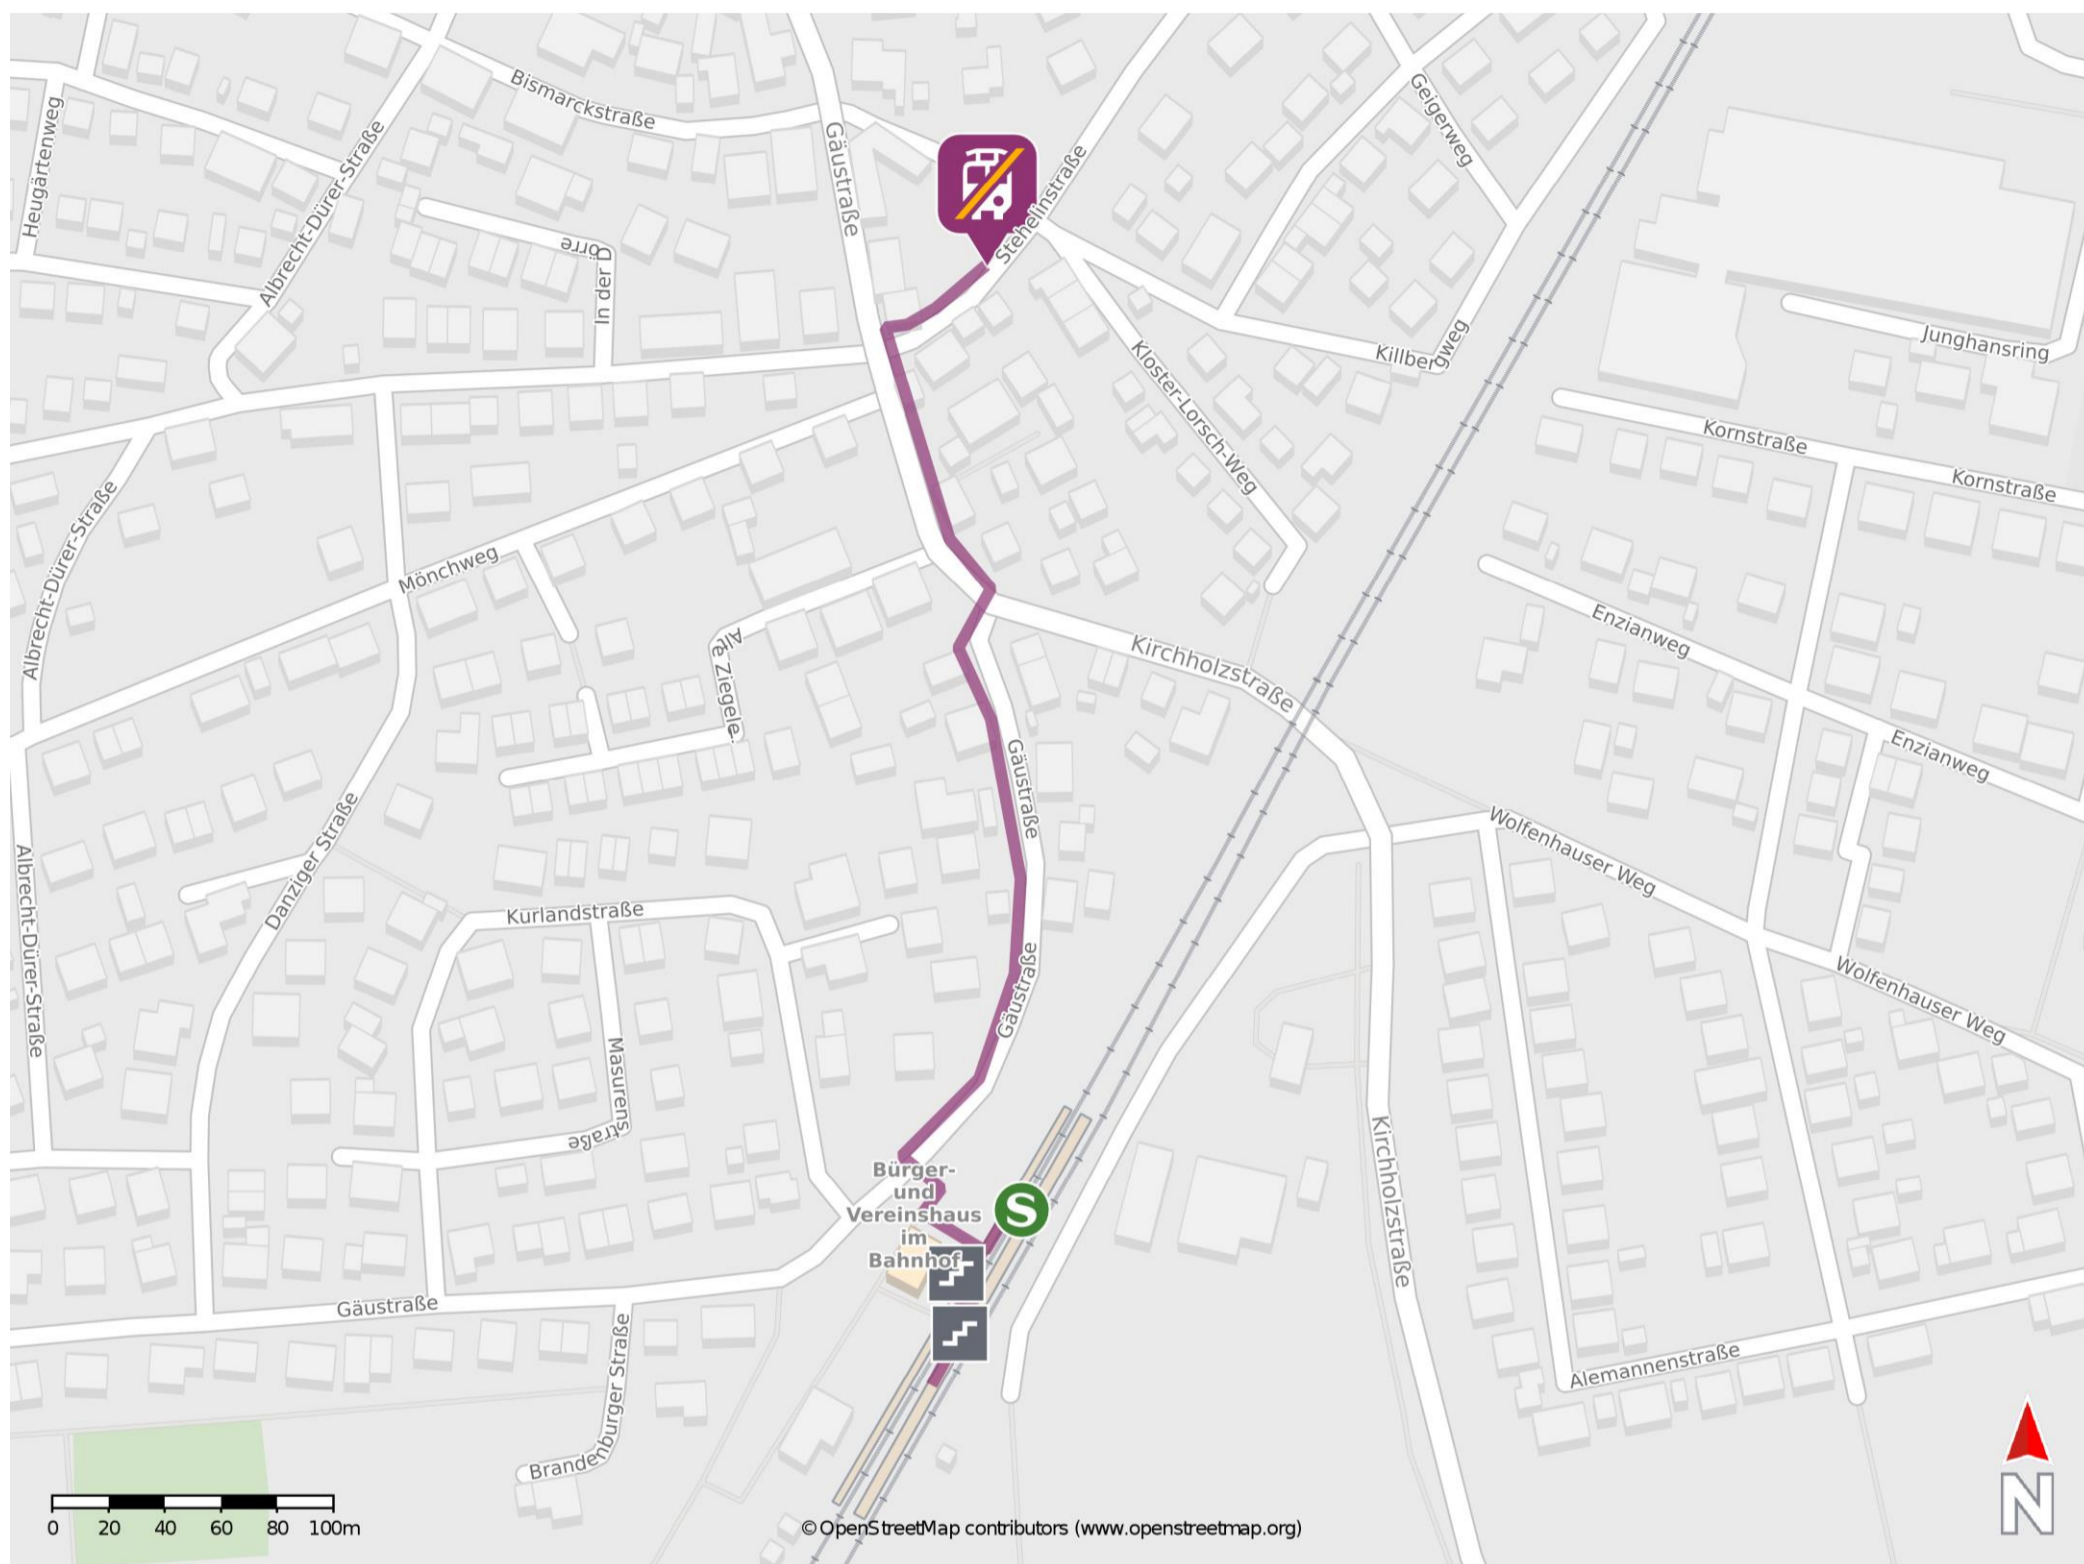 Bismarckstraße
Heugärtenweg
Albrecht-Dürer-Straße
Gäustraße
Stehelinstraße
Geigerweg
In der Dörre
Killbergweg
Junghansring
Kloster-Lorsch-Weg
Kornstraße
Kornstraße
Albrecht-Dürer-Straße
Mönchweg
Enzianweg
Kirchholzstraße
Alte Ziegele.
Enzianweg
Gäustraße
Danziger Straße
Wolfenhauser Weg
Albrecht-Dürer-Straße
Kurlandstraße
Gäustraße
Wolfenhauser Weg
Masurenstraße
Kirchholzstraße
Bürger-
und
Vereinshaus
im
Bahnhof
S
Gäustraße
Brandenburger Straße
Alemannenstraße
N
0 20 40 60 80 100m
© OpenStreetMap contributors (www.openstreetmap.org)